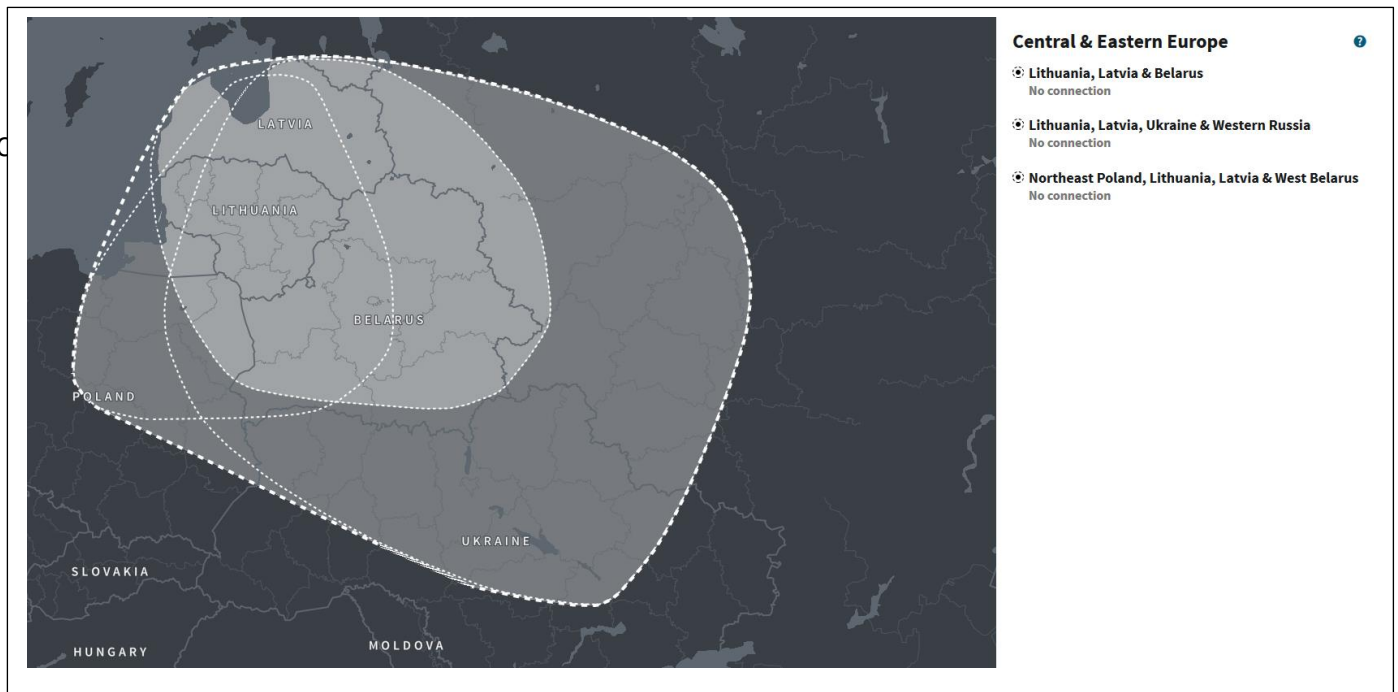 LATVIA
LITHUANIA
BELARUS
POLAND
UKRAINE
SLOVAKIA
MOLDOVA
HUNGARY
Central & Eastern Europe
?
Lithuania, Latvia & Belarus
No connection
Lithuania, Latvia, Ukraine & Western Russia
No connection
Northeast Poland, Lithuania, Latvia & West Belarus
No connection